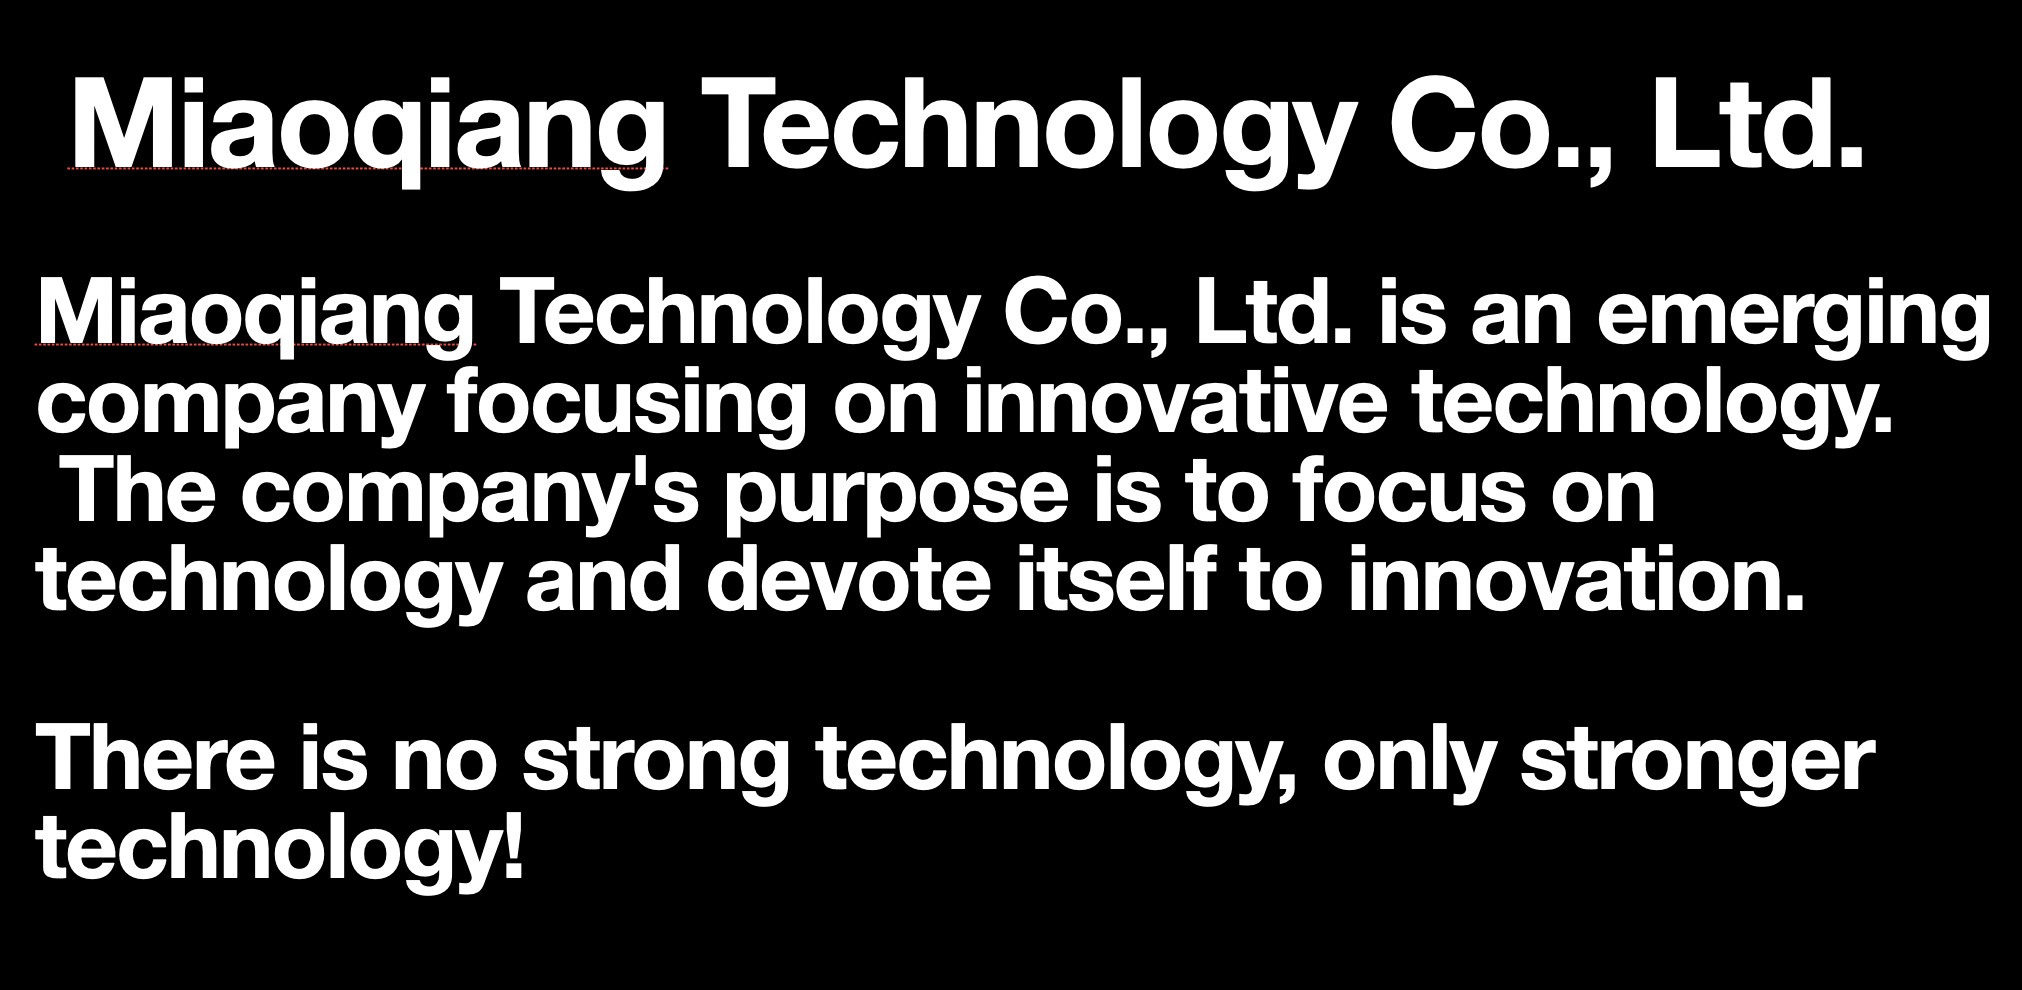 Miaoqiang Technology Co., Ltd.
Miaoqiang Technology Co., Ltd. is an emerging
company focusing on innovative technology.
The company's purpose is to focus on
technology and devote itself to innovation.
There is no strong technology, only stronger
technology!